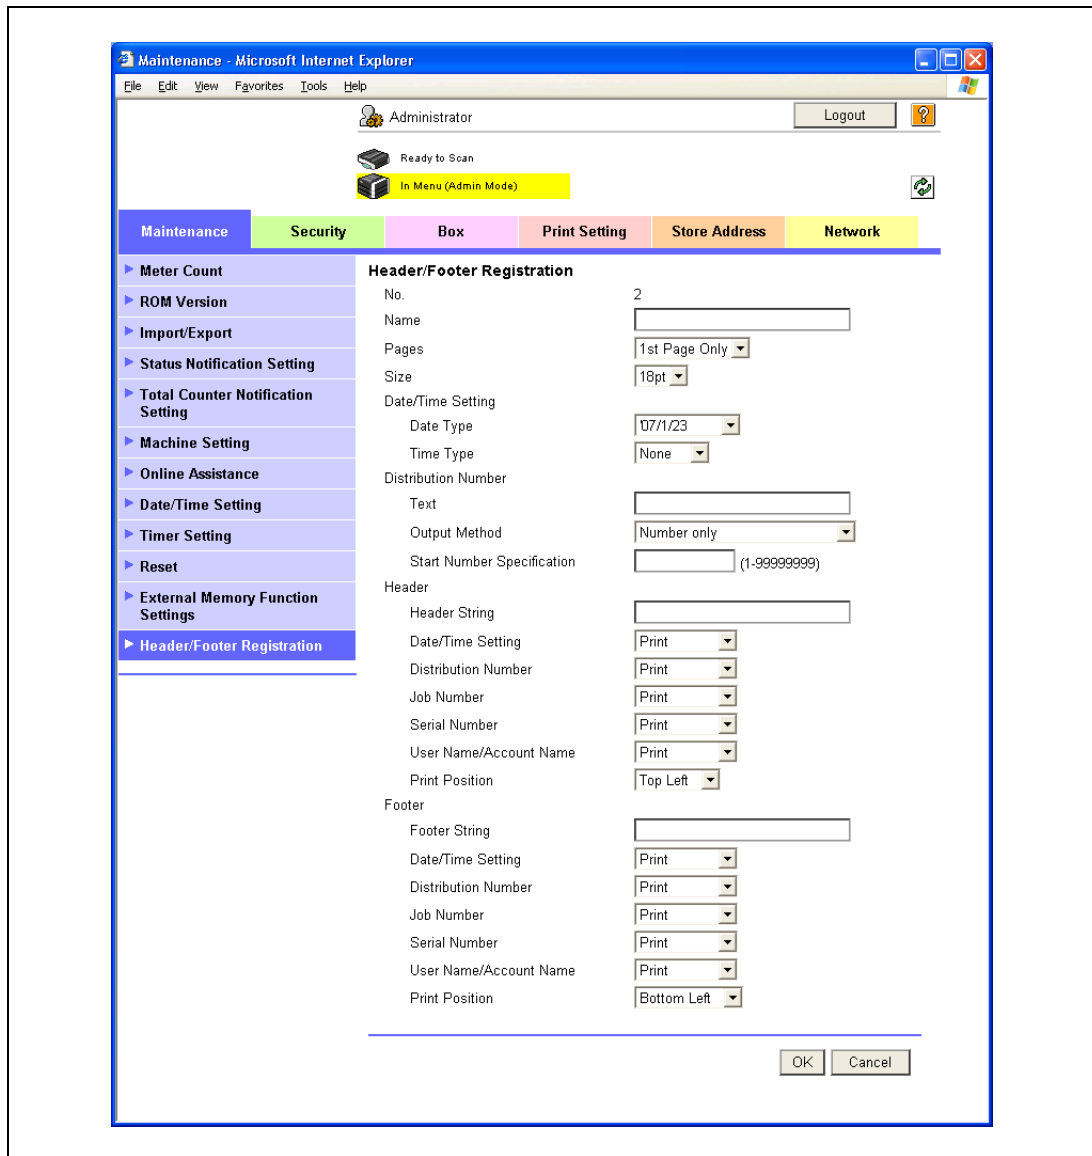 Maintenance - Microsoft Internet Explorer
File Edit View Favorites Tools Help
Administrator Logout
Ready to Scan
In Menu (Admin Mode)
Maintenance Security Box Print Setting Store Address Network
Meter Count
ROM Version
Import/Export
Status Notification Setting
Total Counter Notification
Setting
Machine Setting
Online Assistance
Date/Time Setting
Timer Setting
Reset
External Memory Function
Settings
Header/Footer Registration
Header/Footer Registration
No. 2
Name
Pages 1st Page Only
Size 18pt
Date/Time Setting
Date Type '07/1/23
Time Type None
Distribution Number
Text
Output Method Number only
Start Number Specification (1-99999999)
Header
Header String
Date/Time Setting Print
Distribution Number Print
Job Number Print
Serial Number Print
User Name/Account Name Print
Print Position Top Left
Footer
Footer String
Date/Time Setting Print
Distribution Number Print
Job Number Print
Serial Number Print
User Name/Account Name Print
Print Position Bottom Left
OK Cancel